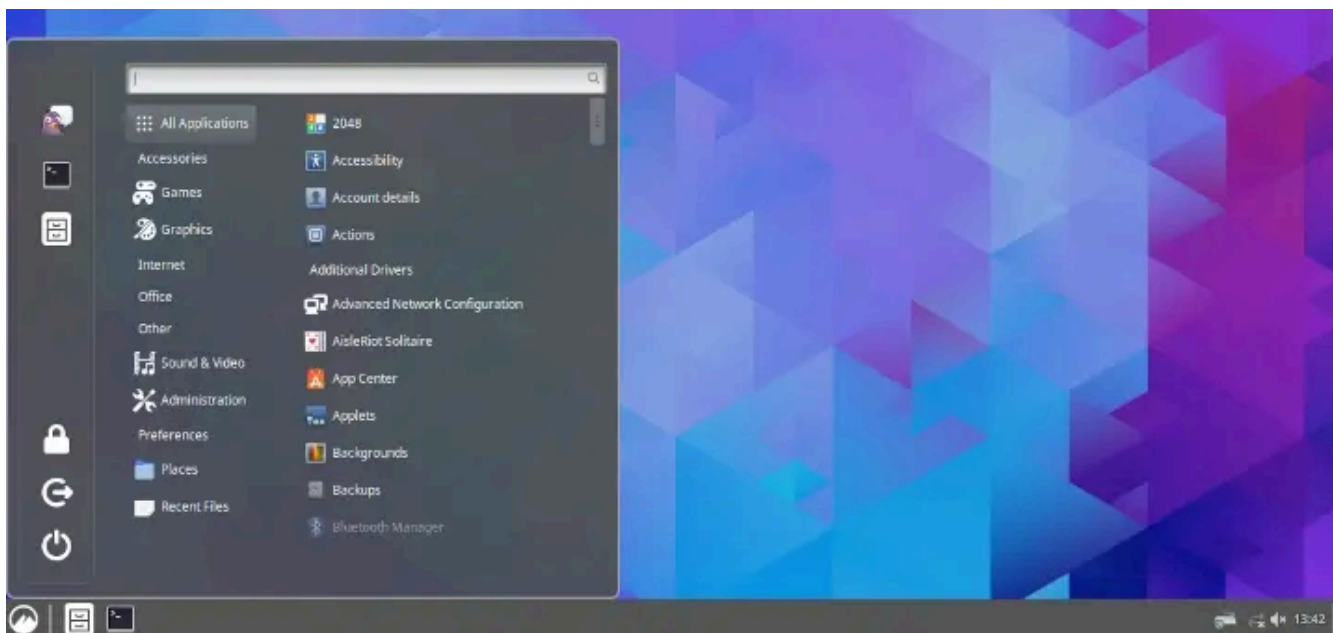 All Applications
Accessories
Games
Graphics
Internet
Office
Other
Sound & Video
Administration
Preferences
Places
Recent Files
2048
Accessibility
Account details
Actions
Additional Drivers
Advanced Network Configuration
AisleRiot Solitaire
App Center
Applets
Backgrounds
Backups
Bluetooth Manager
13:42